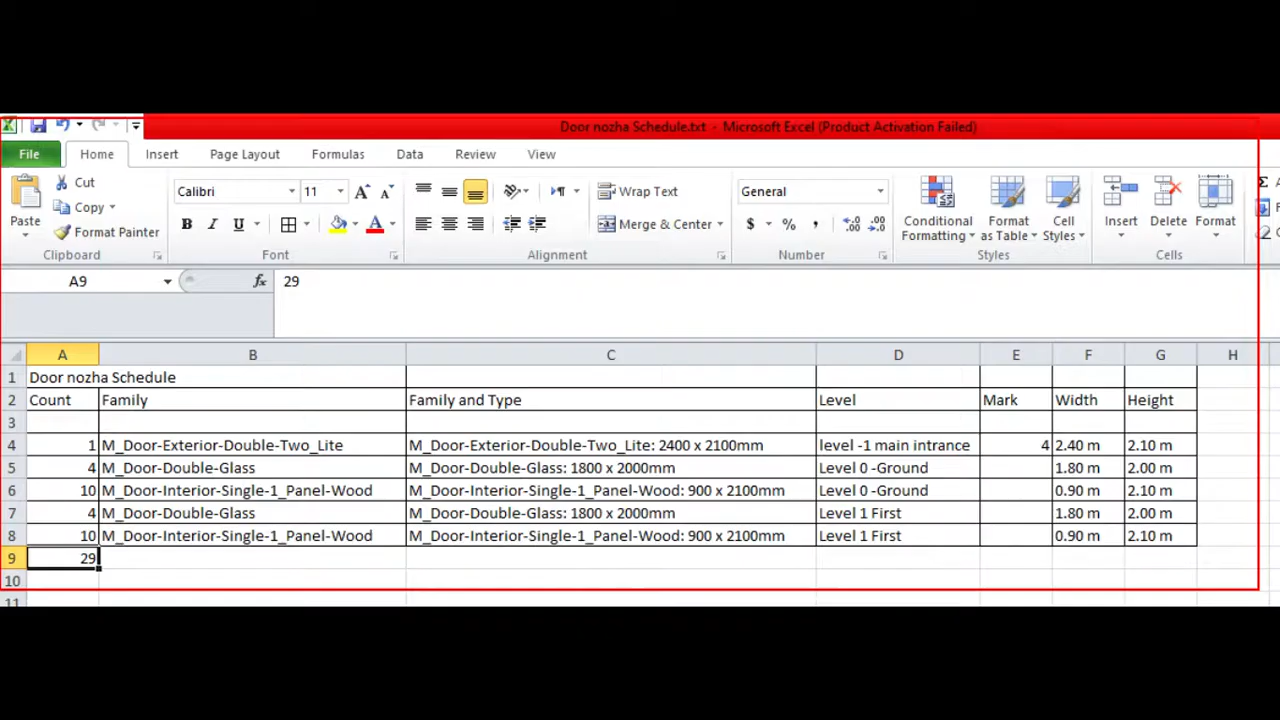 Door nozha Schedule.txt - Microsoft Excel (Product Activation Failed)
File Home Insert Page Layout Formulas Data Review View
Paste Cut Copy Format Painter Clipboard
Calibri 11 B I U A A A Font
Wrap Text Merge & Center Alignment
General $ % , .0 .00 .00 .0 Number
Conditional Formatting Format as Table Cell Styles Styles
Insert Delete Format Cells
Σ
A9 fx 29
A B C D E F G H
1 Door nozha Schedule
2 Count Family Family and Type Level Mark Width Height
3
4 1 M_Door-Exterior-Double-Two_Lite M_Door-Exterior-Double-Two_Lite: 2400 x 2100mm level -1 main intrance 4 2.40 m 2.10 m
5 4 M_Door-Double-Glass M_Door-Double-Glass: 1800 x 2000mm Level 0 -Ground 1.80 m 2.00 m
6 10 M_Door-Interior-Single-1_Panel-Wood M_Door-Interior-Single-1_Panel-Wood: 900 x 2100mm Level 0 -Ground 0.90 m 2.10 m
7 4 M_Door-Double-Glass M_Door-Double-Glass: 1800 x 2000mm Level 1 First 1.80 m 2.00 m
8 10 M_Door-Interior-Single-1_Panel-Wood M_Door-Interior-Single-1_Panel-Wood: 900 x 2100mm Level 1 First 0.90 m 2.10 m
9 29
10
11